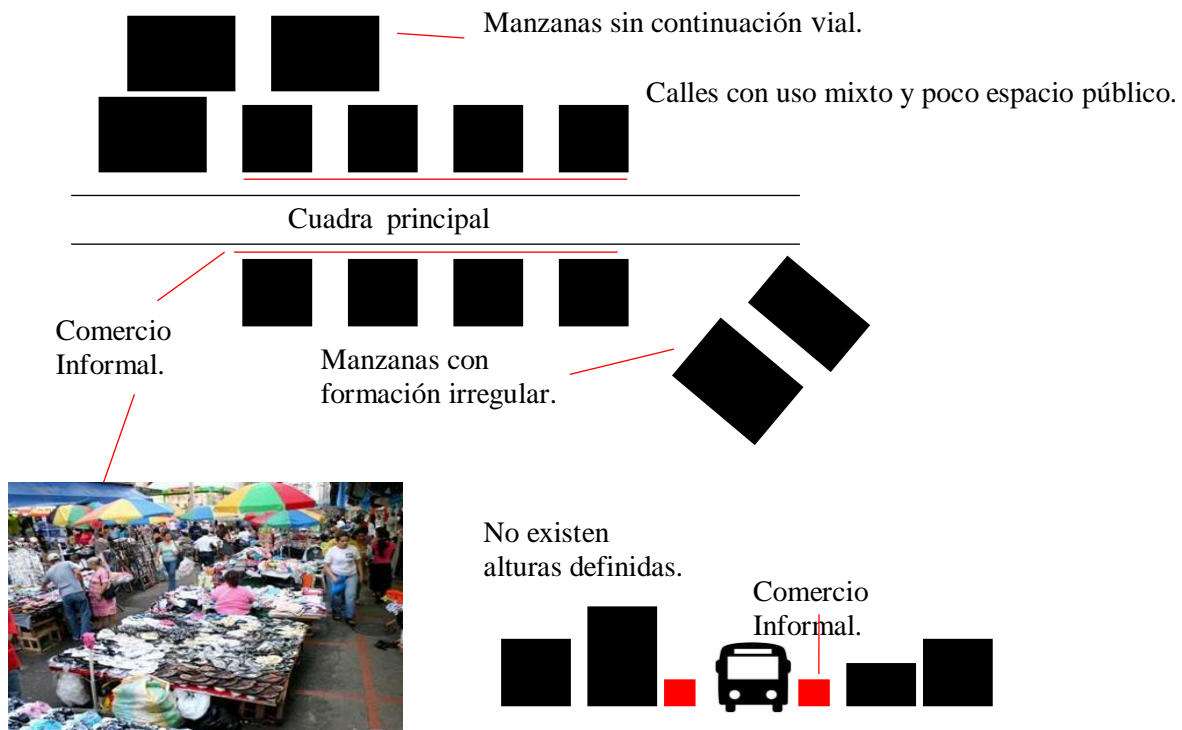 Manzanas sin continuación vial.
Calles con uso mixto y poco espacio público.
Cuadra principal
Comercio
Informal.
Manzanas con
formación irregular.
No existen
alturas definidas.
Comercio
Informal.